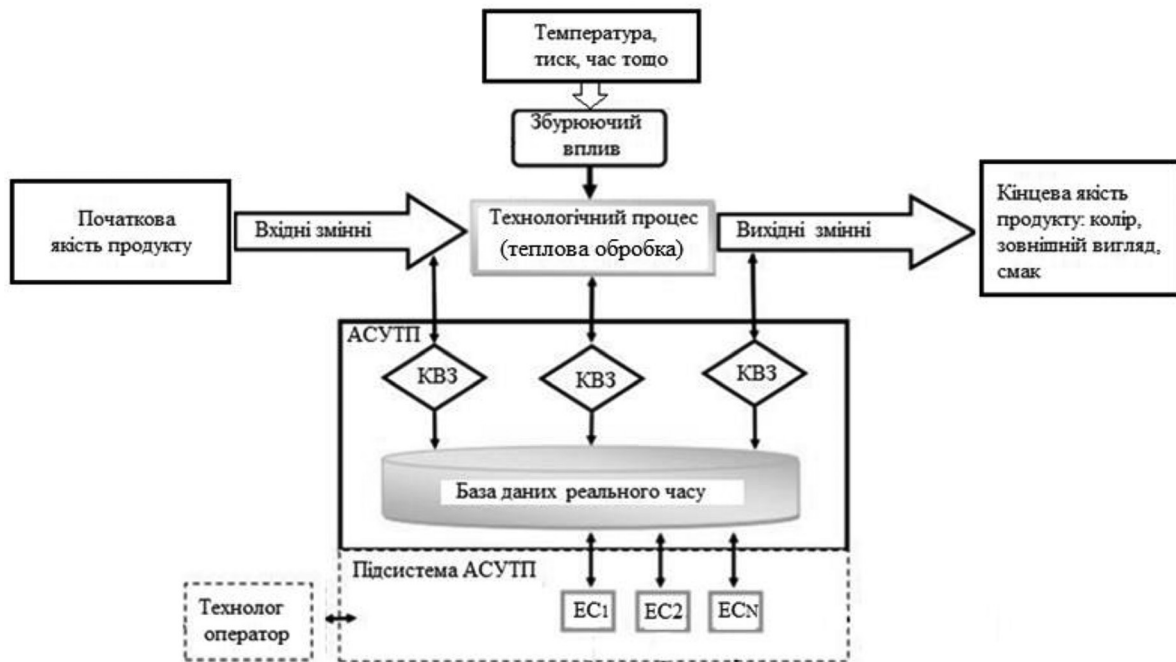 Температура,
тиск, час тощо
Збурюючий
вплив
Початкова
якість продукту
Вхідні змінні
Технологічний процес
(теплова обробка)
Вихідні змінні
Кінцева якість
продукту: колір,
зовнішній вигляд,
смак
АСУТП
КВЗ
КВЗ
КВЗ
База даних реального часу
Підсистема АСУТП
Технолог
оператор
ЕС1
ЕС2
ЕСN